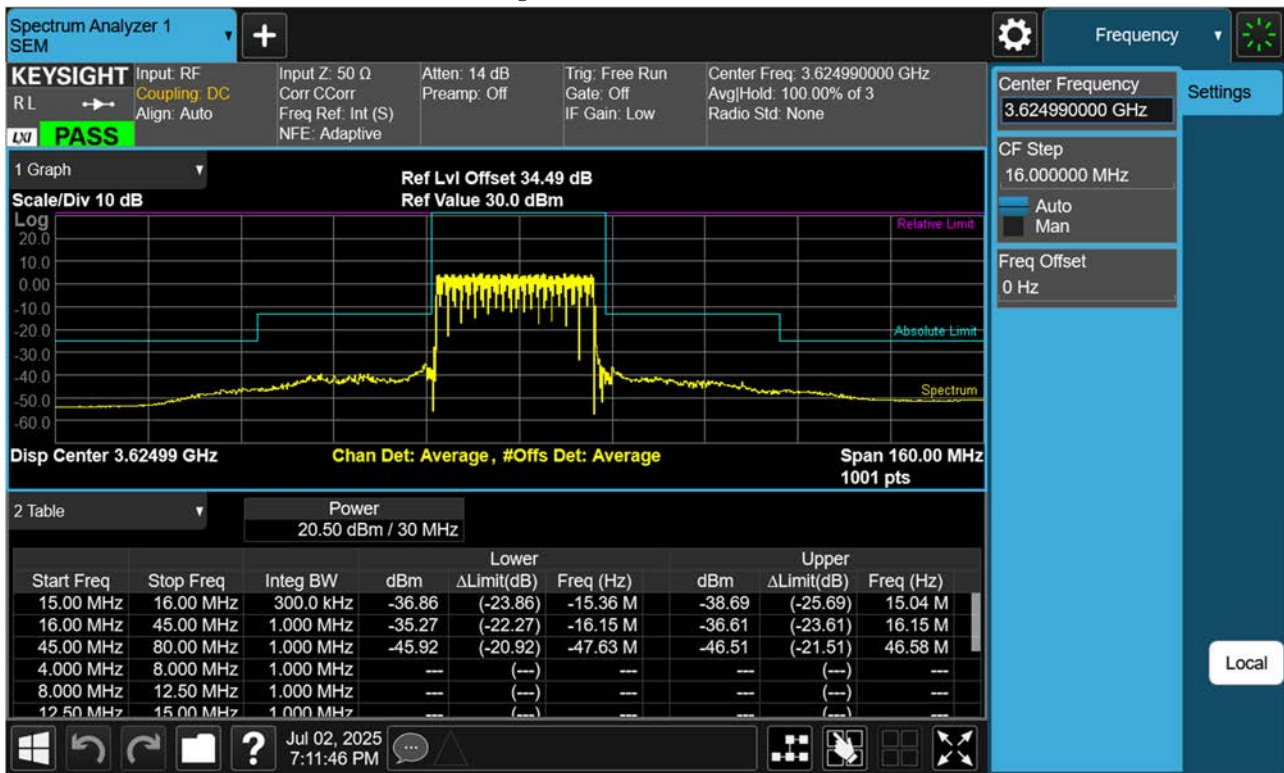 Spectrum Analyzer 1
SEM
Frequency
KEYSIGHT
RL
LXI
PASS
Input: RF
Coupling: DC
Align: Auto
Input Z: 50 Ω
Corr CCorr
Freq Ref: Int (S)
NFE: Adaptive
Atten: 14 dB
Preamp: Off
Trig: Free Run
Gate: Off
IF Gain: Low
Center Freq: 3.624990000 GHz
Avg|Hold: 100.00% of 3
Radio Std: None
Center Frequency
3.624990000 GHz
Settings
CF Step
16.000000 MHz
Auto
Man
Freq Offset
0 Hz
Local
1 Graph
Scale/Div 10 dB
Ref Lvl Offset 34.49 dB
Ref Value 30.0 dBm
Log
20.0
10.0
0.00
-10.0
-20.0
-30.0
-40.0
-50.0
-60.0
Relative Limit
Absolute Limit
Spectrum
Disp Center 3.62499 GHz
Chan Det: Average, #Offs Det: Average
Span 160.00 MHz
1001 pts
2 Table
Power
20.50 dBm / 30 MHz
Lower Upper
Start Freq Stop Freq Integ BW dBm ΔLimit(dB) Freq (Hz) dBm ΔLimit(dB) Freq (Hz)
15.00 MHz 16.00 MHz 300.0 kHz -36.86 (-23.86) -15.36 M -38.69 (-25.69) 15.04 M
16.00 MHz 45.00 MHz 1.000 MHz -35.27 (-22.27) -16.15 M -36.61 (-23.61) 16.15 M
45.00 MHz 80.00 MHz 1.000 MHz -45.92 (-20.92) -47.63 M -46.51 (-21.51) 46.58 M
4.000 MHz 8.000 MHz 1.000 MHz --- (---) --- --- (---) ---
8.000 MHz 12.50 MHz 1.000 MHz --- (---) --- --- (---) ---
12.50 MHz 15.00 MHz 1.000 MHz --- (---) --- --- (---) ---
Jul 02, 2025
7:11:46 PM